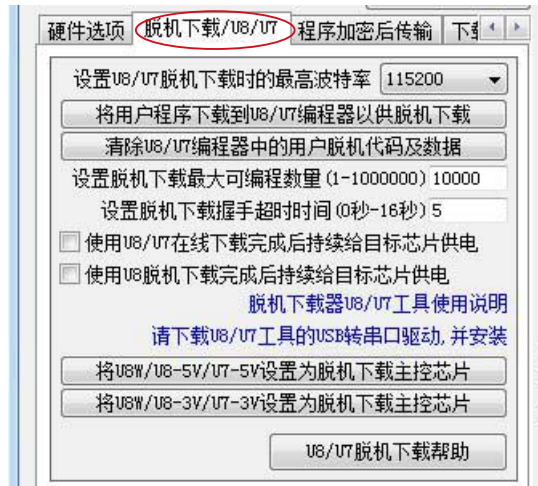 硬件选项 脱机下载/U8/U7 程序加密后传输
设置U8/U7脱机下载时的最高波特率 115200
将用户程序下载到U8/U7编程器以供脱机下载
清除U8/U7编程器中的用户脱机代码及数据
设置脱机下载最大可编程数量(1-1000000) 10000
设置脱机下载握手超时时间(0秒-16秒) 5
使用U8/U7在线下载完成后持续给目标芯片供电
使用U8脱机下载完成后持续给目标芯片供电
脱机下载器U8/U7工具使用说明
请下载U8/U7工具的USB转串口驱动,并安装
将U8W/U8-5V/U7-5V设置为脱机下载主控芯片
将U8W/U8-3V/U7-3V设置为脱机下载主控芯片
U8/U7脱机下载帮助